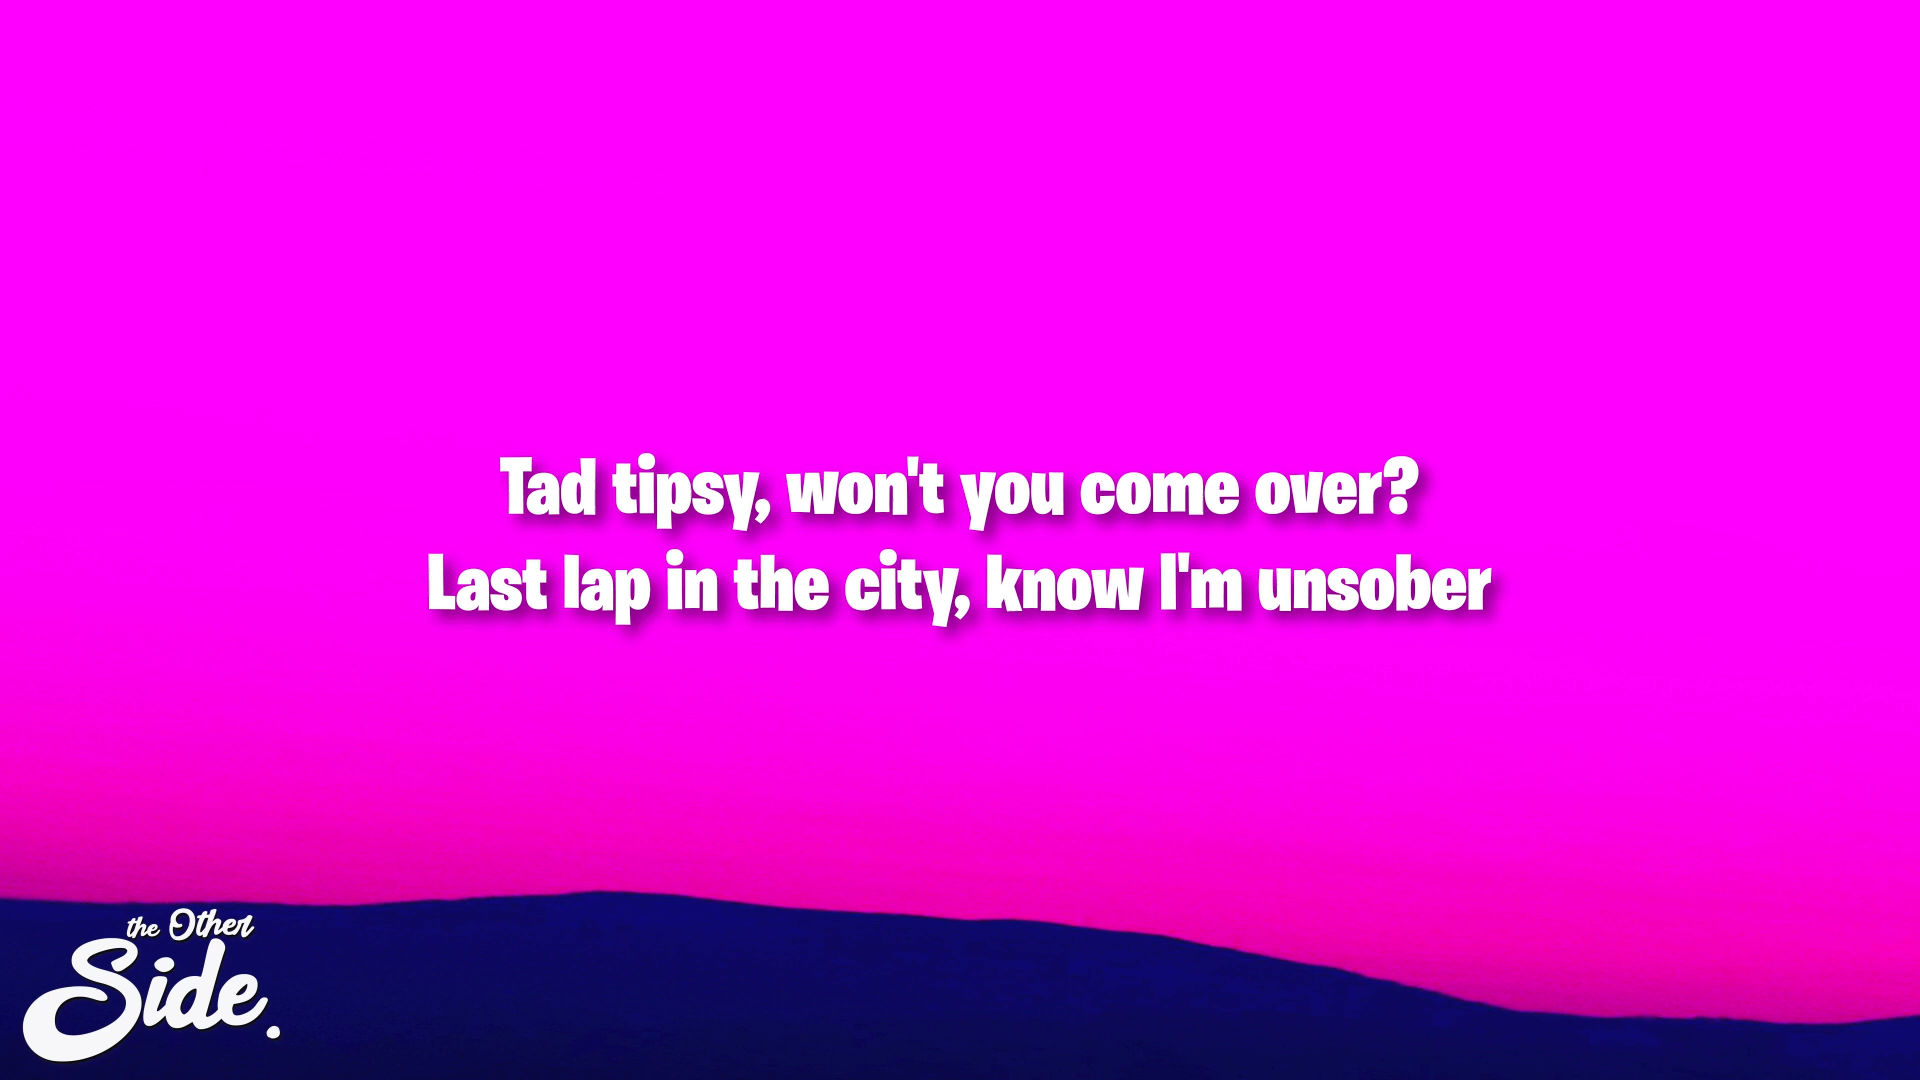 Tad tipsy, won't you come over?
Last lap in the city, know I'm unsober
the Other
Side.